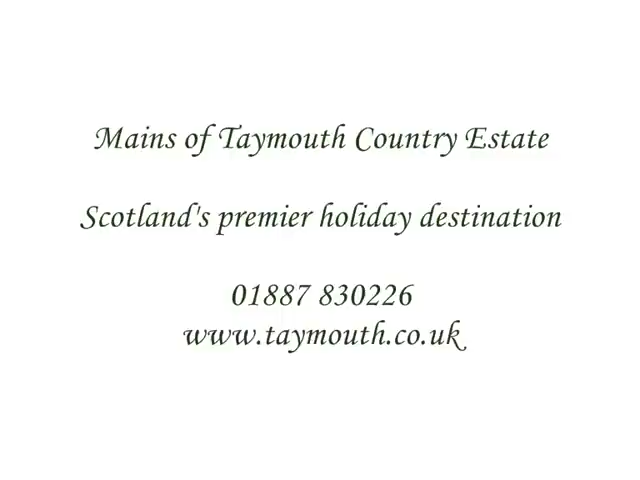 Mains of Taymouth Country Estate
Scotland's premier holiday destination
01887 830226
www.taymouth.co.uk